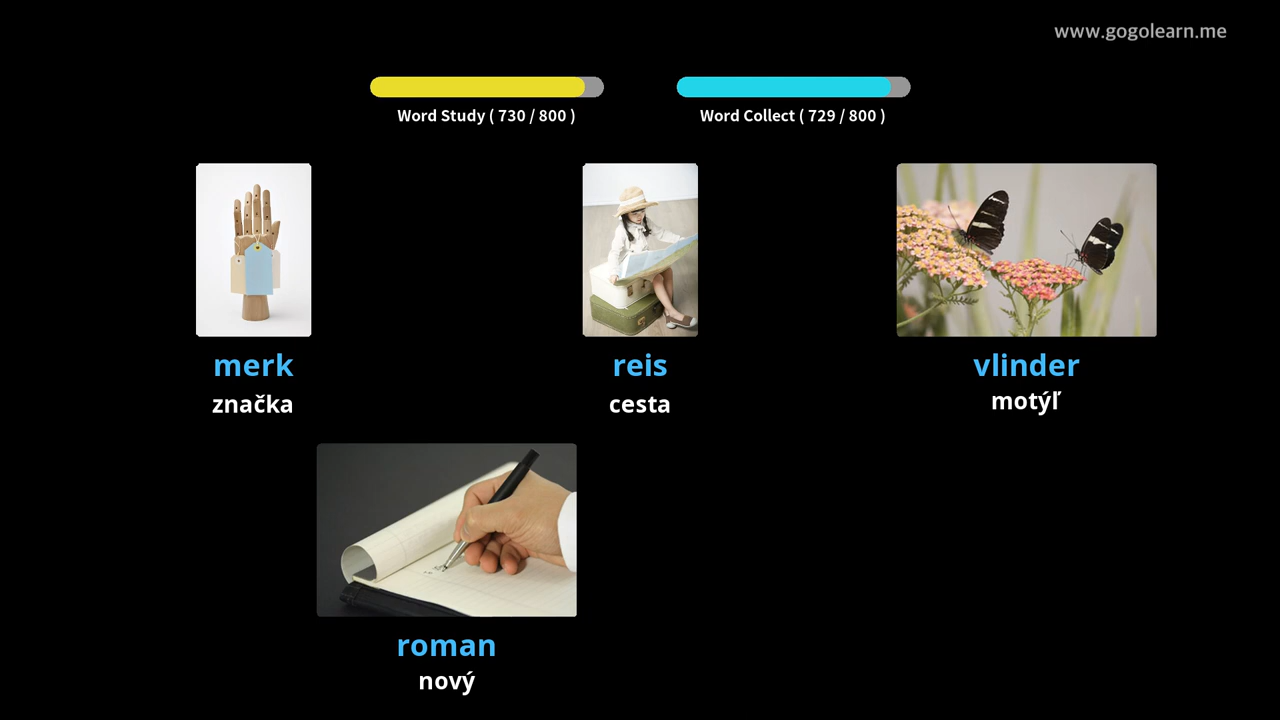 www.gogolearn.me
Word Study ( 730 / 800 )
Word Collect ( 729 / 800 )
merk
značka
reis
cesta
vlinder
motýľ
roman
nový